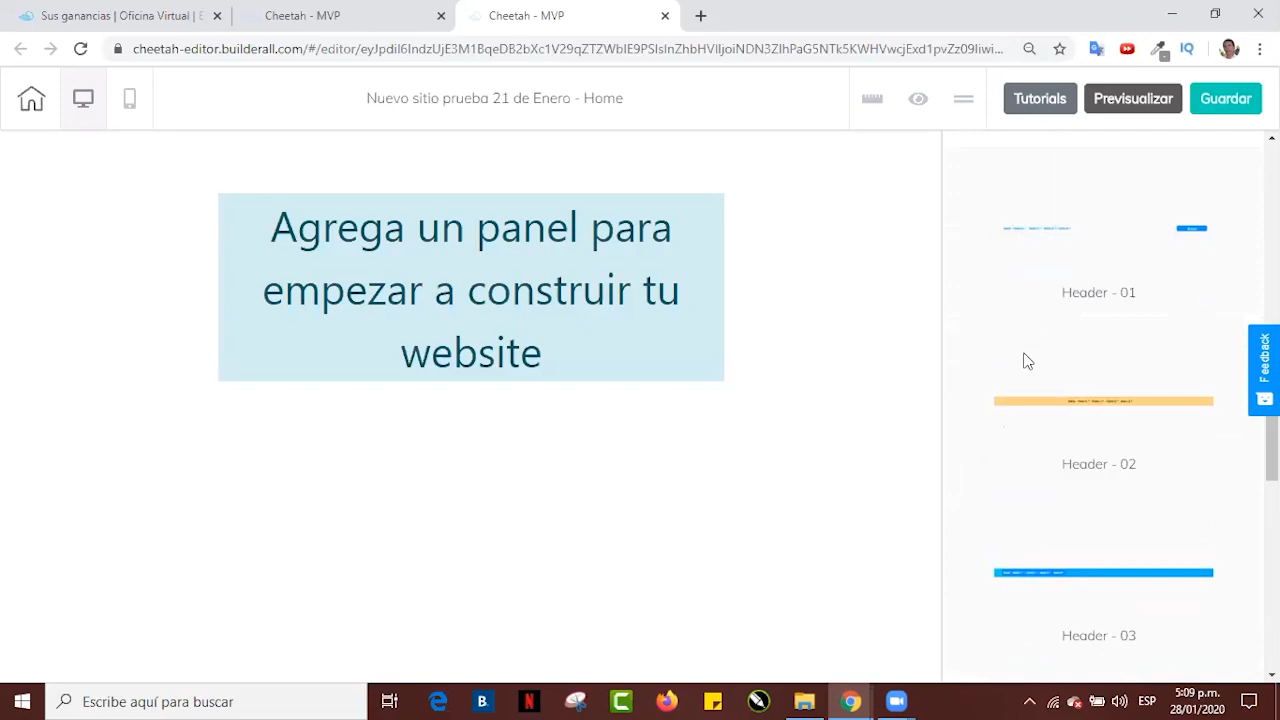 Sus ganancias | Oficina Virtual | E
Cheetah - MVP
Cheetah - MVP
cheetah-editor.builderall.com/#/editor/
Nuevo sitio prueba 21 de Enero - Home
Tutorials
Previsualizar
Guardar
Agrega un panel para
empezar a construir tu
website
Header - 01
Header - 02
Header - 03
Feedback
Escribe aquí para buscar
ESP
5:09 p.m.
28/01/2020